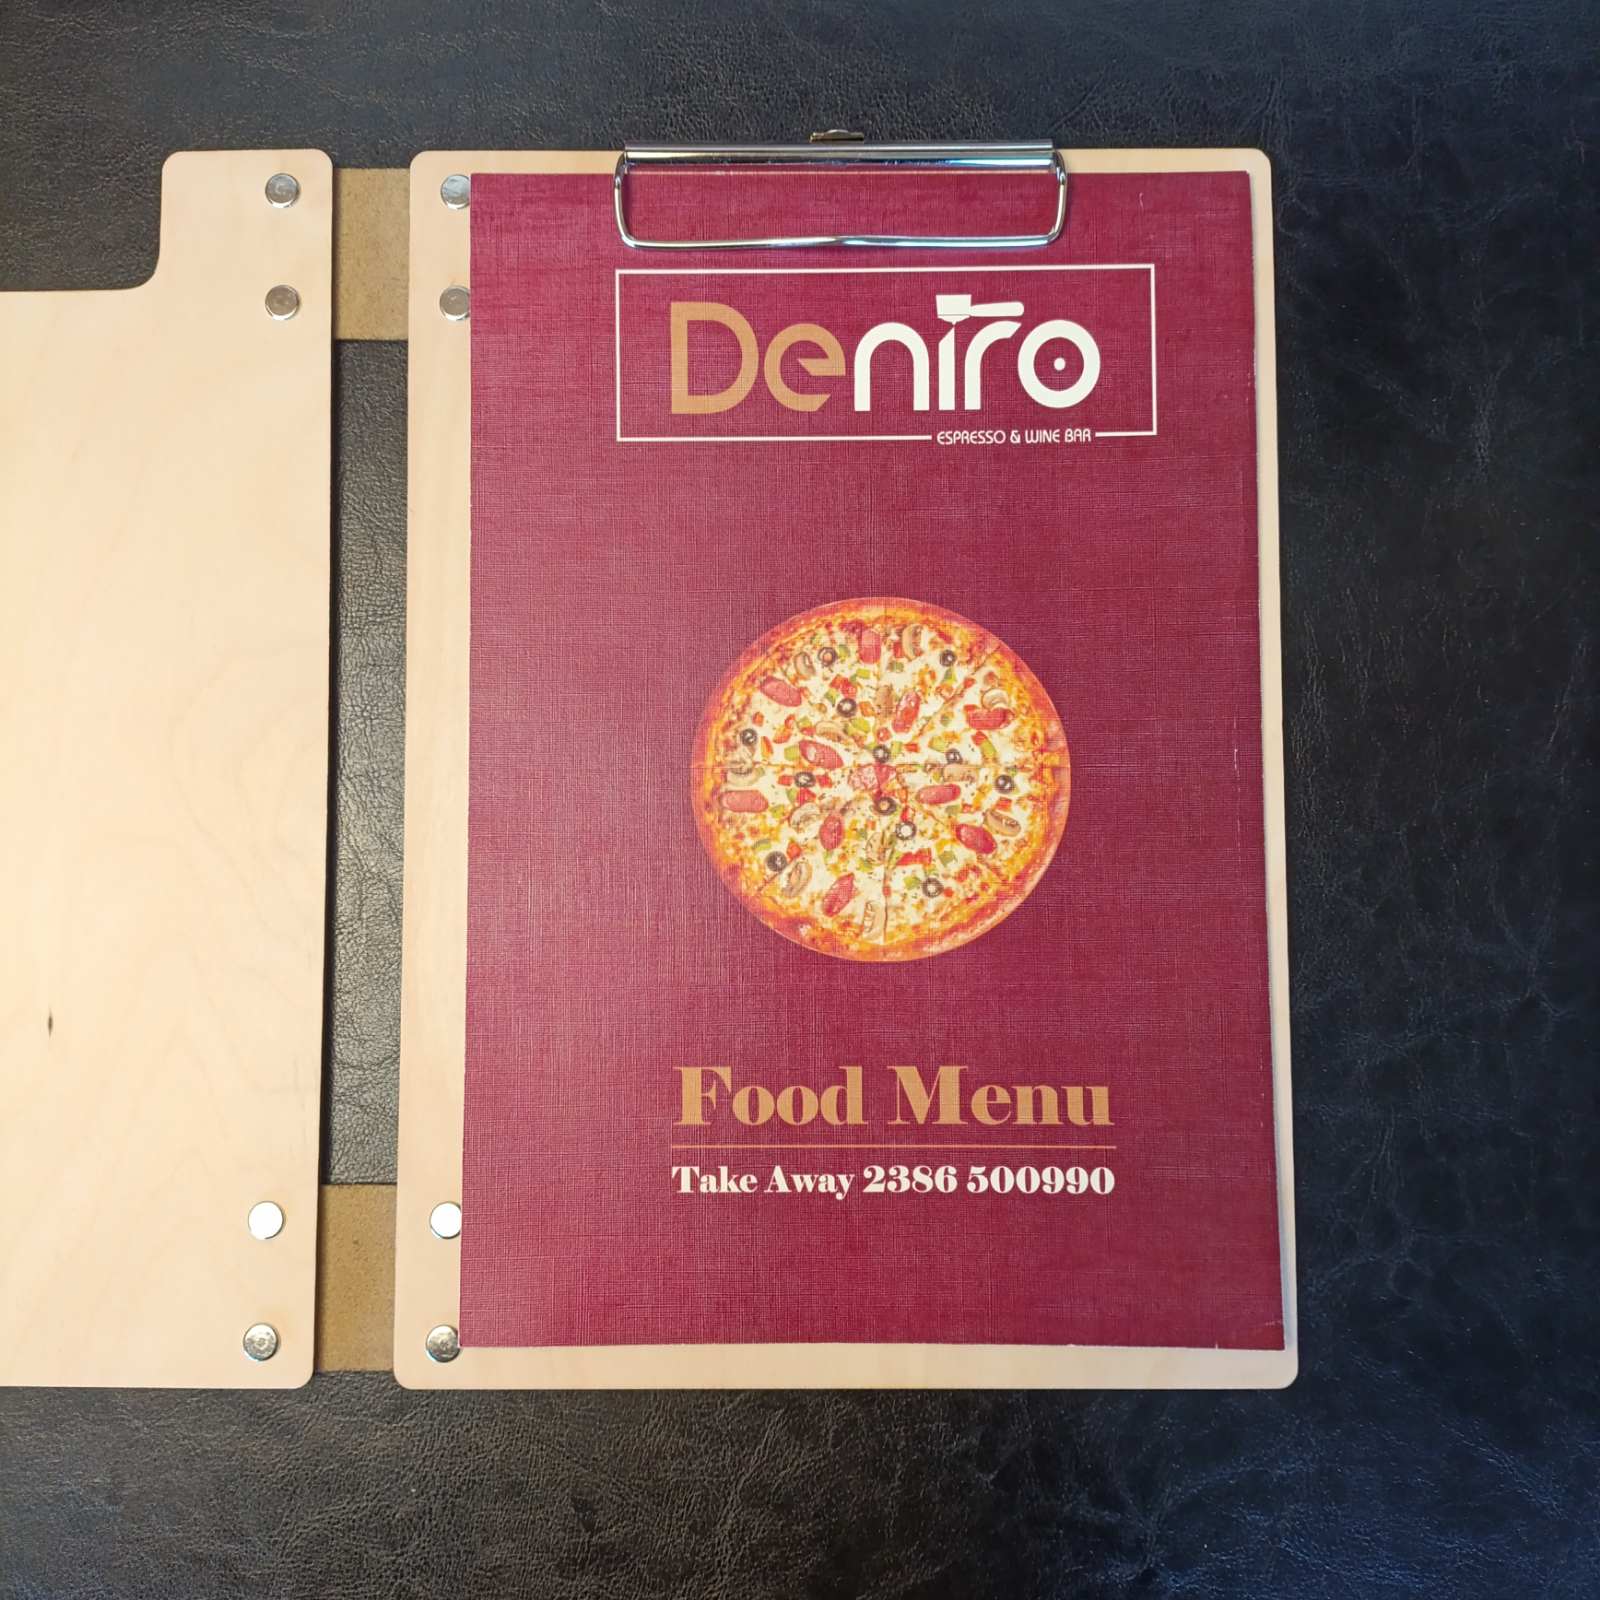 Deniro
ESPRESSO & WINE BAR
Food Menu
Take Away 2386 500990